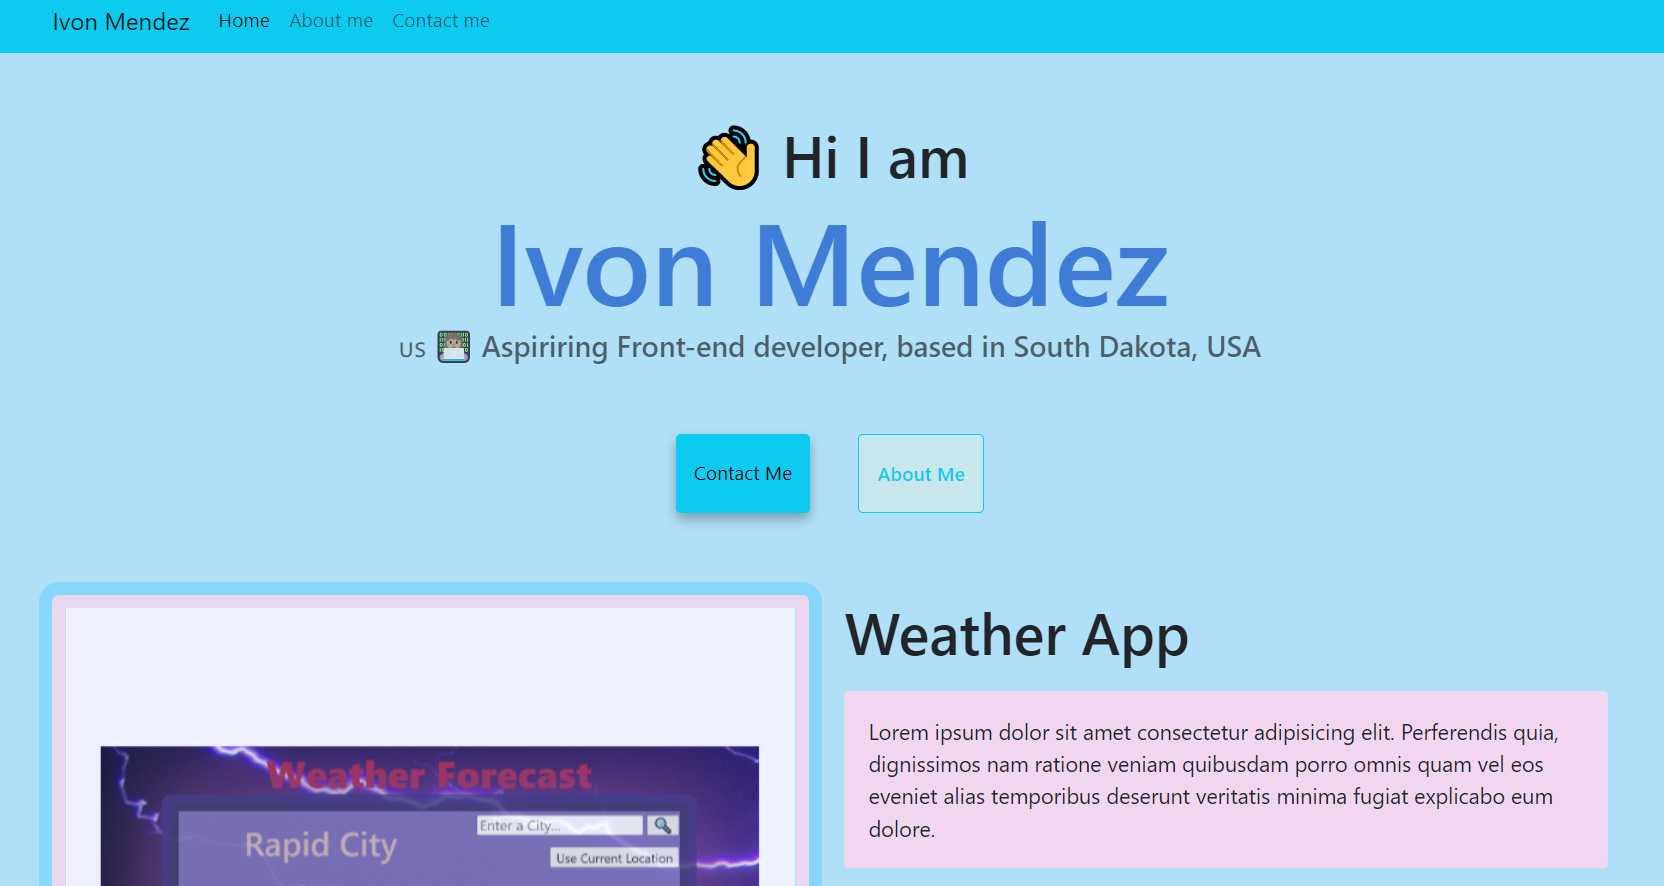 Ivon Mendez Home About me Contact me
Hi I am
Ivon Mendez
US Aspiriring Front-end developer, based in South Dakota, USA
Contact Me About Me
Weather App
Lorem ipsum dolor sit amet consectetur adipisicing elit. Perferendis quia,
dignissimos nam ratione veniam quibusdam porro omnis quam vel eos
eveniet alias temporibus deserunt veritatis minima fugiat explicabo eum
dolore.
Weather Forecast
Enter a City...
Rapid City
Use Current Location